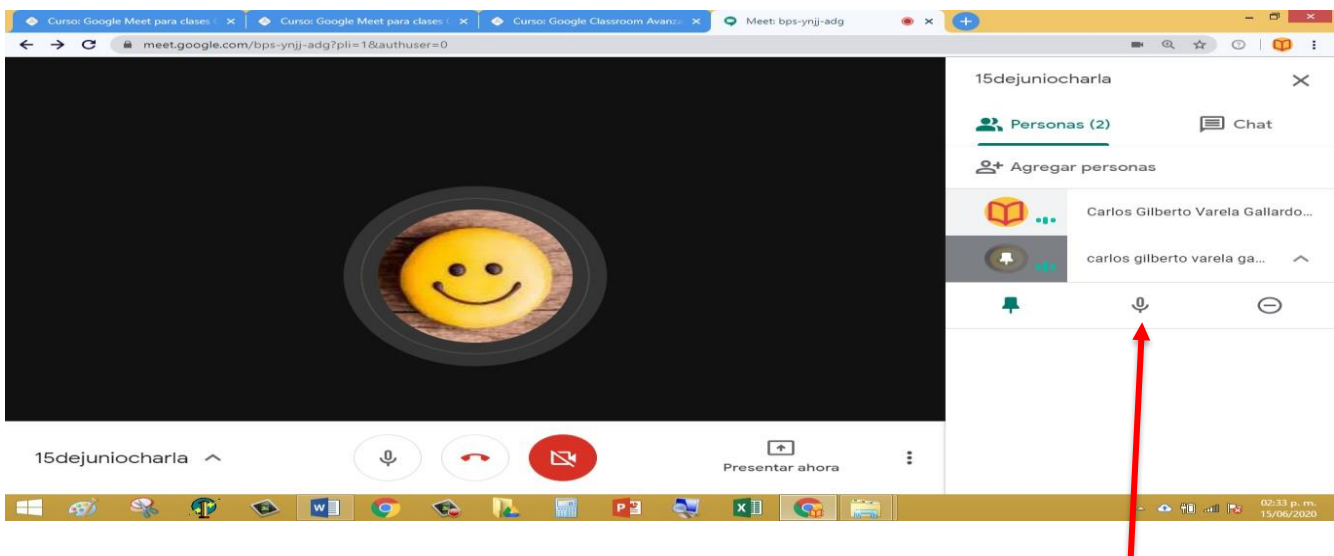 Curso: Google Meet para clases
Curso: Google Meet para clases
Curso: Google Classroom Avanz
Meet: bps-ynjj-adg
meet.google.com/bps-ynjj-adg?pli=1&authuser=0
15dejuniocharla
Personas (2)
Chat
Agregar personas
Carlos Gilberto Varela Gallardo...
carlos gilberto varela ga...
15dejuniocharla
Presentar ahora
02:33 p. m.
15/06/2020